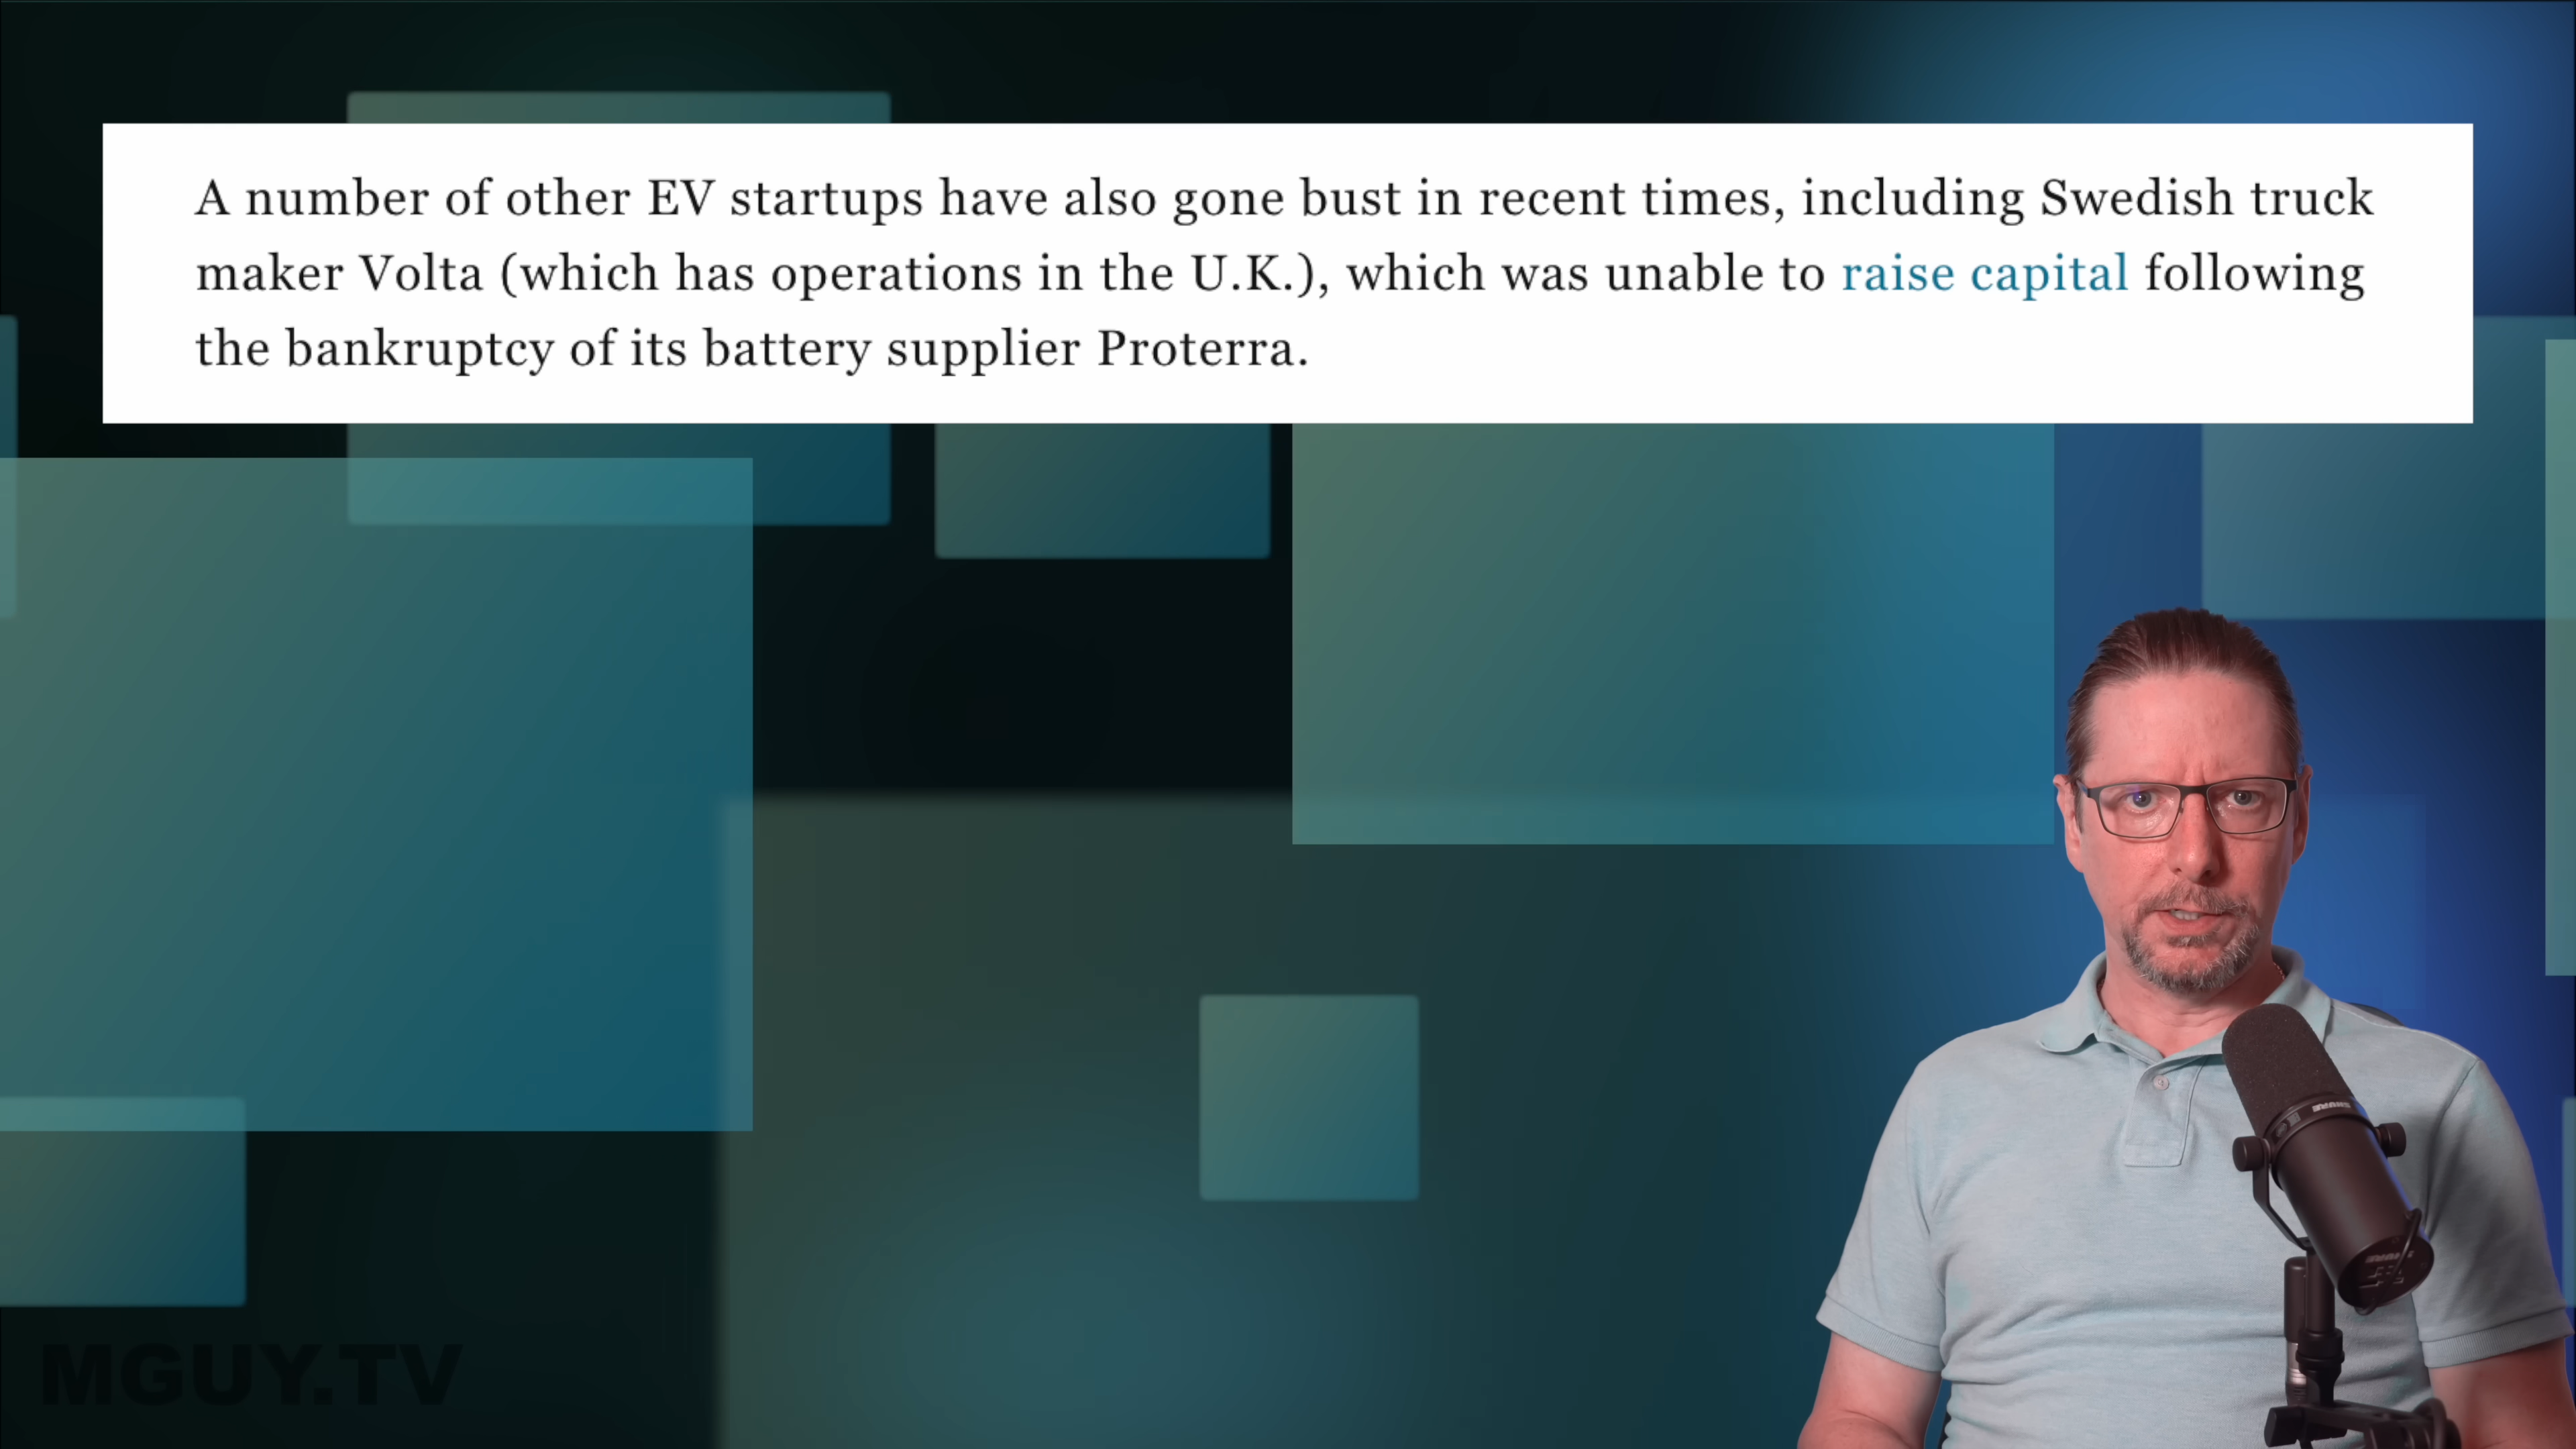 A number of other EV startups have also gone bust in recent times, including Swedish truck
maker Volta (which has operations in the U.K.), which was unable to raise capital following
the bankruptcy of its battery supplier Proterra.
MGUY.TV